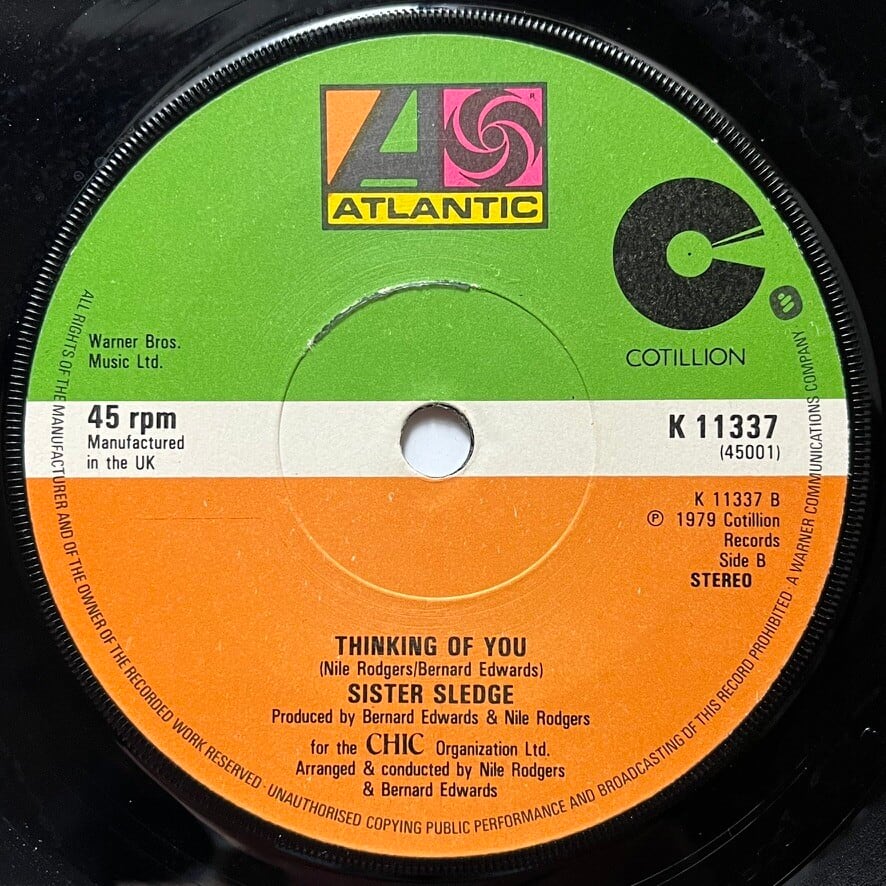 ATLANTIC
COTILLION
Warner Bros.
Music Ltd.
45 rpm
Manufactured
in the UK
K 11337
(45001)
K 11337 B
℗ 1979 Cotillion
Records
Side B
STEREO
THINKING OF YOU
(Nile Rodgers/Bernard Edwards)
SISTER SLEDGE
Produced by Bernard Edwards & Nile Rodgers
for the CHIC Organization Ltd.
Arranged & conducted by Nile Rodgers
& Bernard Edwards
ALL RIGHTS OF THE MANUFACTURER AND OF THE OWNER OF THE RECORDED WORK RESERVED · UNAUTHORISED COPYING PUBLIC PERFORMANCE AND BROADCASTING OF THIS RECORD PROHIBITED · A WARNER COMMUNICATIONS COMPANY